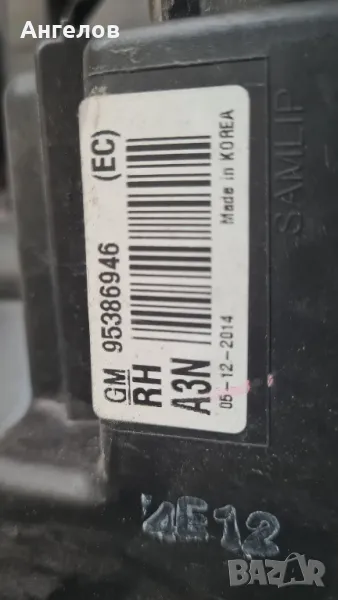 Ангелов
GM 95386946 (EC)
RH
A3N
05-12-2014 Made in KOREA
SAMLIP
4E12
BAZAR